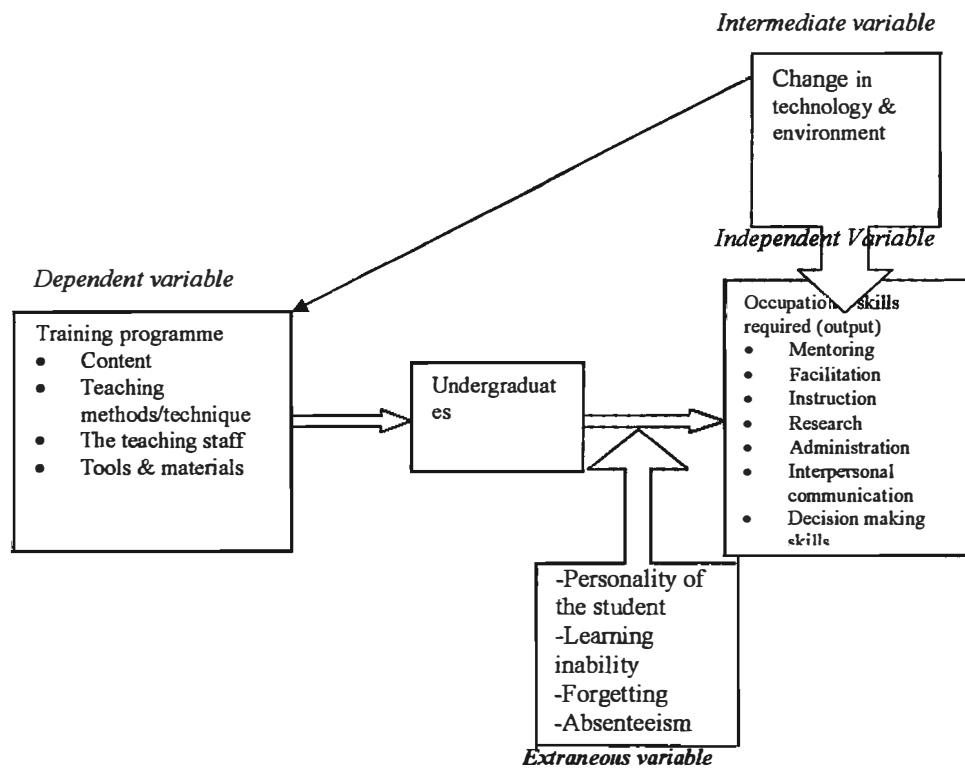 Intermediate variable
Change in
technology &
environment
Independent Variable
Dependent variable
Training programme
• Content
• Teaching
methods/technique
• The teaching staff
• Tools & materials
Undergraduat
es
required (output)
• Mentoring
• Facilitation
• Instruction
• Research
• Administration
• Interpersonal
communication
• Decision making
skills
-Personality of
the student
-Learning
inability
-Forgetting
-Absenteeism
Extraneous variable